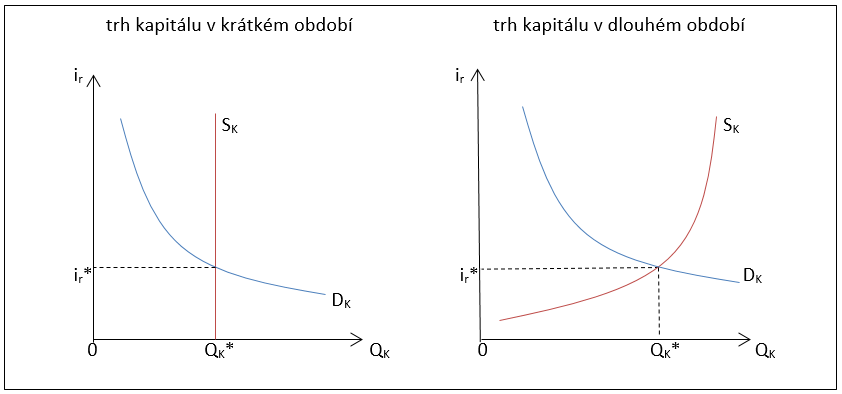 trh kapitálu v krátkém období
ir
SK
ir*
DK
0
QK*
QK
trh kapitálu v dlouhém období
ir
SK
ir*
DK
0
QK*
QK